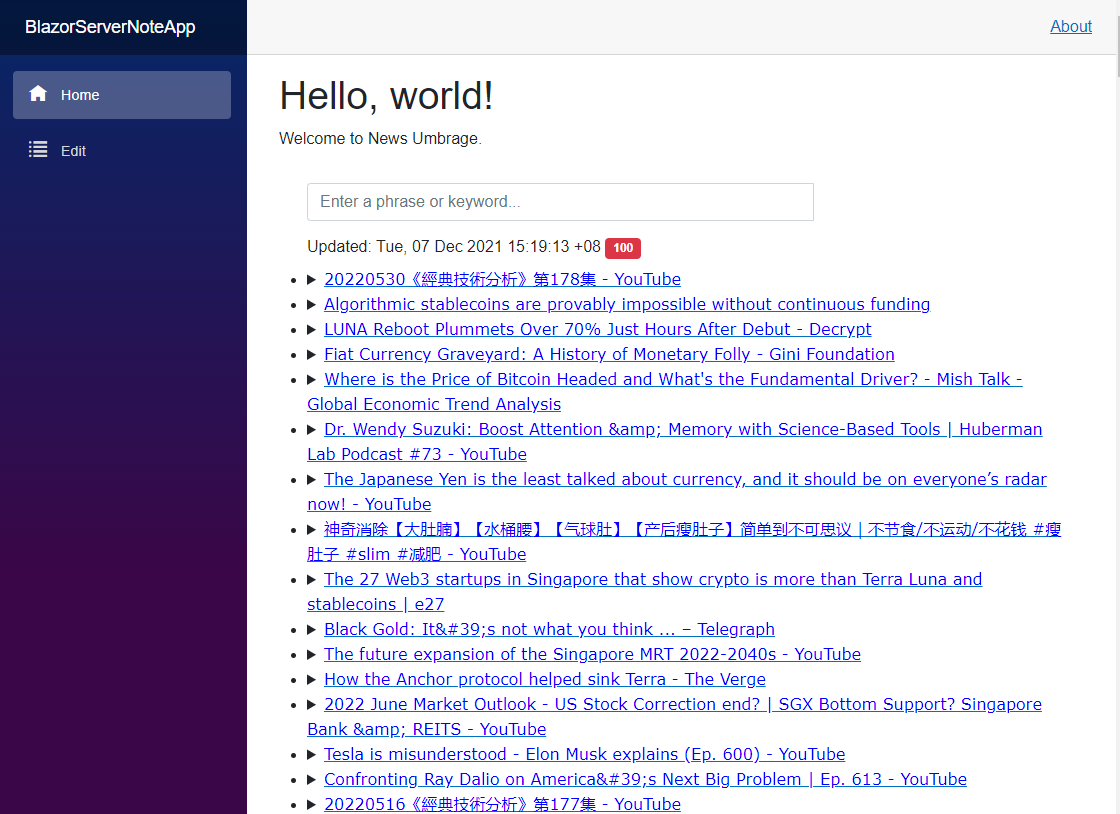 BlazorServerNoteApp
About
Home
Edit
Hello, world!
Welcome to News Umbrage.
Enter a phrase or keyword...
Updated: Tue, 07 Dec 2021 15:19:13 +08 100
20220530《經典技術分析》第178集 - YouTube
Algorithmic stablecoins are provably impossible without continuous funding
LUNA Reboot Plummets Over 70% Just Hours After Debut - Decrypt
Fiat Currency Graveyard: A History of Monetary Folly - Gini Foundation
Where is the Price of Bitcoin Headed and What's the Fundamental Driver? - Mish Talk -
Global Economic Trend Analysis
Dr. Wendy Suzuki: Boost Attention &amp; Memory with Science-Based Tools | Huberman
Lab Podcast #73 - YouTube
The Japanese Yen is the least talked about currency, and it should be on everyone’s radar
now! - YouTube
神奇消除【大肚腩】【水桶腰】【气球肚】【产后瘦肚子】简单到不可思议｜不节食/不运动/不花钱 #瘦
肚子 #slim #减肥 - YouTube
The 27 Web3 startups in Singapore that show crypto is more than Terra Luna and
stablecoins | e27
Black Gold: It&#39;s not what you think ... – Telegraph
The future expansion of the Singapore MRT 2022-2040s - YouTube
How the Anchor protocol helped sink Terra - The Verge
2022 June Market Outlook - US Stock Correction end? | SGX Bottom Support? Singapore
Bank &amp; REITS - YouTube
Tesla is misunderstood - Elon Musk explains (Ep. 600) - YouTube
Confronting Ray Dalio on America&#39;s Next Big Problem | Ep. 613 - YouTube
20220516《經典技術分析》第177集 - YouTube